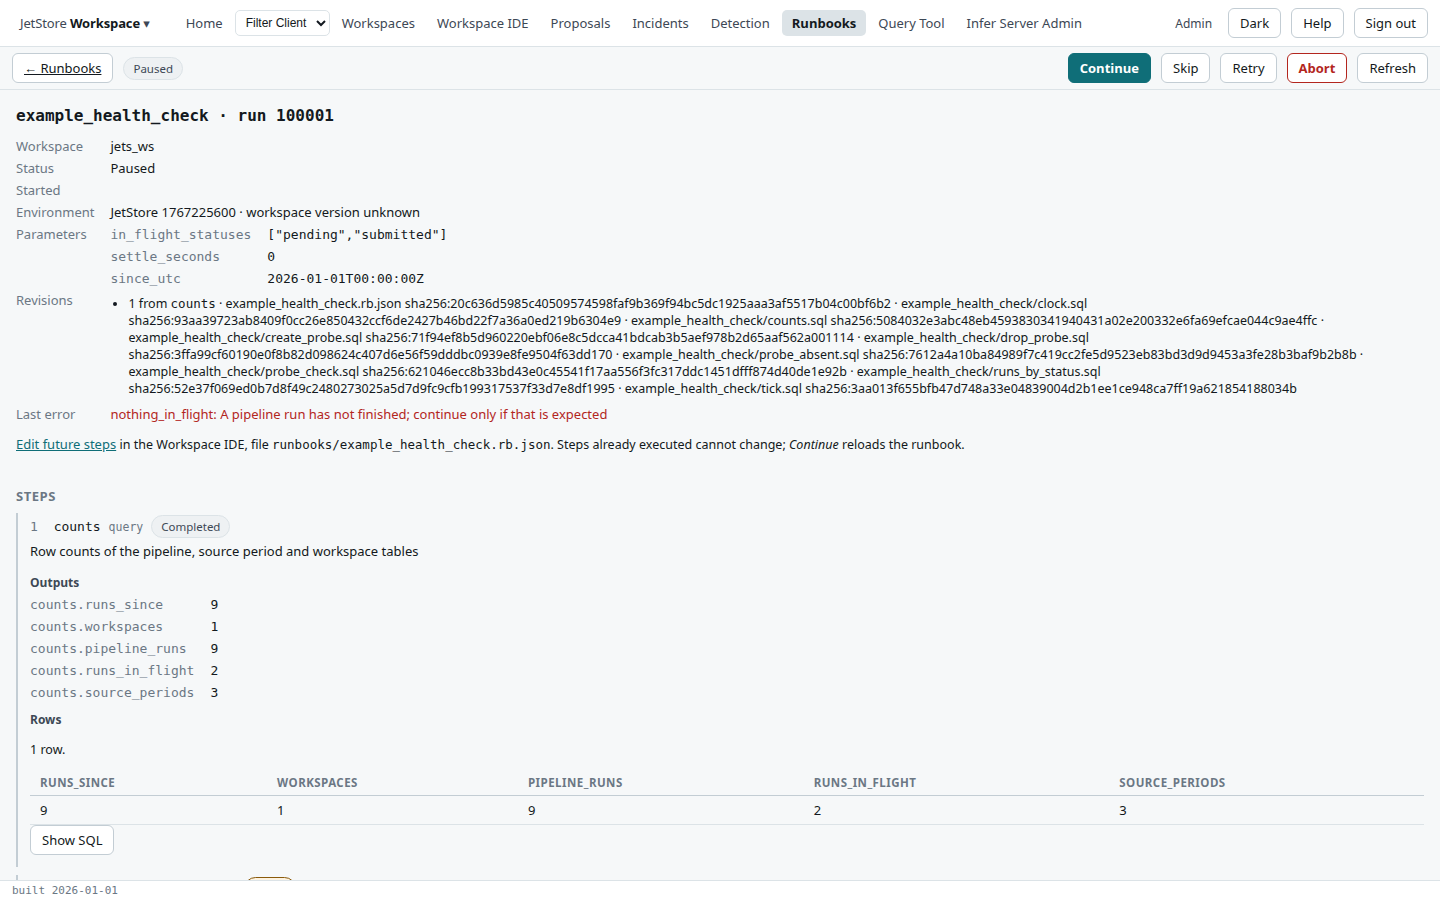 JetStore Workspace ▾ Home Filter Client Workspaces Workspace IDE Proposals Incidents Detection Runbooks Query Tool Infer Server Admin Admin Dark Help Sign out
← Runbooks Paused Continue Skip Retry Abort Refresh
example_health_check · run 100001
Workspace jets_ws
Status Paused
Started
Environment JetStore 1767225600 · workspace version unknown
Parameters in_flight_statuses ["pending","submitted"]
settle_seconds 0
since_utc 2026-01-01T00:00:00Z
Revisions • 1 from counts · example_health_check.rb.json sha256:20c636d5985c40509574598faf9b369f94bc5dc1925aaa3af5517b04c00bf6b2 · example_health_check/clock.sql
sha256:93aa39723ab8409f0cc26e850432ccf6de2427b46bd22f7a36a0ed219b6304e9 · example_health_check/counts.sql sha256:5084032e3abc48eb4593830341940431a02e200332e6fa69efcae044c9ae4ffc ·
example_health_check/create_probe.sql sha256:71f94ef8b5d960220ebf06e8c5dcca41bdcab3b5aef978b2d65aaf562a001114 · example_health_check/drop_probe.sql
sha256:3ffa99cf60190e0f8b82d098624c407d6e56f59dddbc0939e8fe9504f63dd170 · example_health_check/probe_absent.sql sha256:7612a4a10ba84989f7c419cc2fe5d9523eb83bd3d9d9453a3fe28b3baf9b2b8b ·
example_health_check/probe_check.sql sha256:621046ecc8b33bd43e0c45541f17aa556f3fc317ddc1451dfff874d40de1e92b · example_health_check/runs_by_status.sql
sha256:52e37f069ed0b7d8f49c2480273025a5d7d9fc9cfb199317537f33d7e8df1995 · example_health_check/tick.sql sha256:3aa013f655bfb47d748a33e04839004d2b1ee1ce948ca7ff19a621854188034b
Last error nothing_in_flight: A pipeline run has not finished; continue only if that is expected
Edit future steps in the Workspace IDE, file runbooks/example_health_check.rb.json. Steps already executed cannot change; Continue reloads the runbook.
STEPS
1 counts query Completed
Row counts of the pipeline, source period and workspace tables
Outputs
counts.runs_since 9
counts.workspaces 1
counts.pipeline_runs 9
counts.runs_in_flight 2
counts.source_periods 3
Rows
1 row.
RUNS_SINCE WORKSPACES PIPELINE_RUNS RUNS_IN_FLIGHT SOURCE_PERIODS
9 1 9 2 3
Show SQL
built 2026-01-01